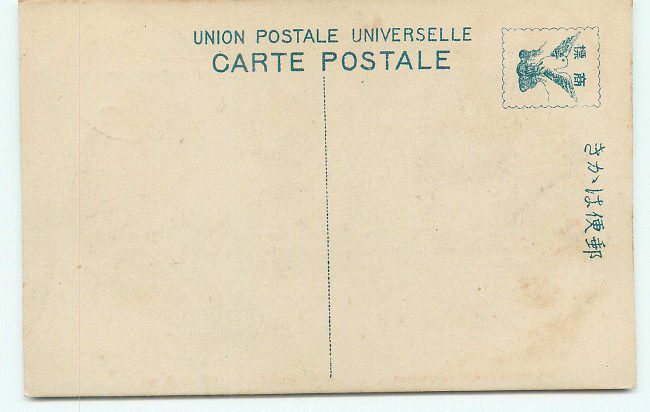 UNION POSTALE UNIVERSELLE
CARTE POSTALE
商標
郵便はかき